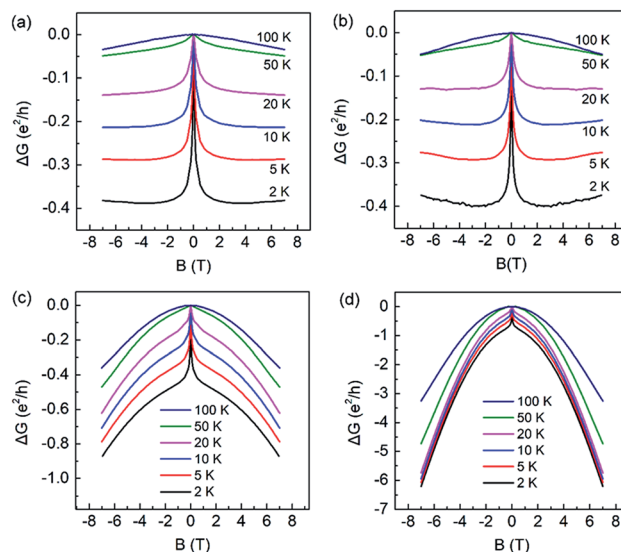 (a)
0.0
-0.1
-0.2
-0.3
-0.4
ΔG (e²/h)
100 K
50 K
20 K
10 K
5 K
2 K
-8 -6 -4 -2 0 2 4 6 8
B (T)
(b)
0.0
-0.1
-0.2
-0.3
-0.4
ΔG (e²/h)
100 K
50 K
20 K
10 K
5 K
2 K
-8 -6 -4 -2 0 2 4 6 8
B(T)
(c)
0.0
-0.2
-0.4
-0.6
-0.8
-1.0
ΔG (e²/h)
100 K
50 K
20 K
10 K
5 K
2 K
-8 -6 -4 -2 0 2 4 6 8
B (T)
(d)
0
-1
-2
-3
-4
-5
-6
-7
ΔG (e²/h)
100 K
50 K
20 K
10 K
5 K
2 K
-8 -6 -4 -2 0 2 4 6 8
B (T)